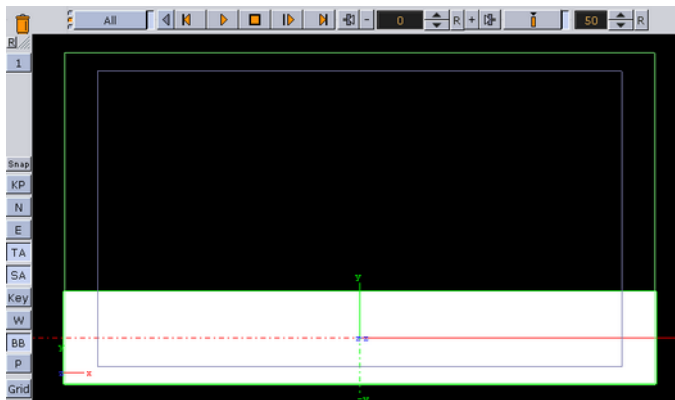 All - 0 R + 50 R
R
1
Snap
KP
N
E
TA
SA
Key
W
BB
P
Grid
Y
z x
Y
z x
-Y